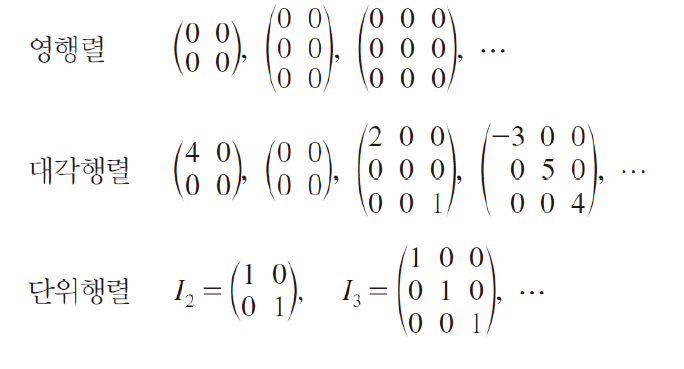 영행렬 (0 0 0 0), (0 0 0 0 0 0), (0 0 0 0 0 0 0 0 0), ⋯
대각행렬 (4 0 0 0), (0 0 0 0), (2 0 0 0 0 0 0 0 1), (−3 0 0 0 5 0 0 0 4), ⋯
단위행렬 I₂ = (1 0 0 1), I₃ = (1 0 0 0 1 0 0 0 1), ⋯